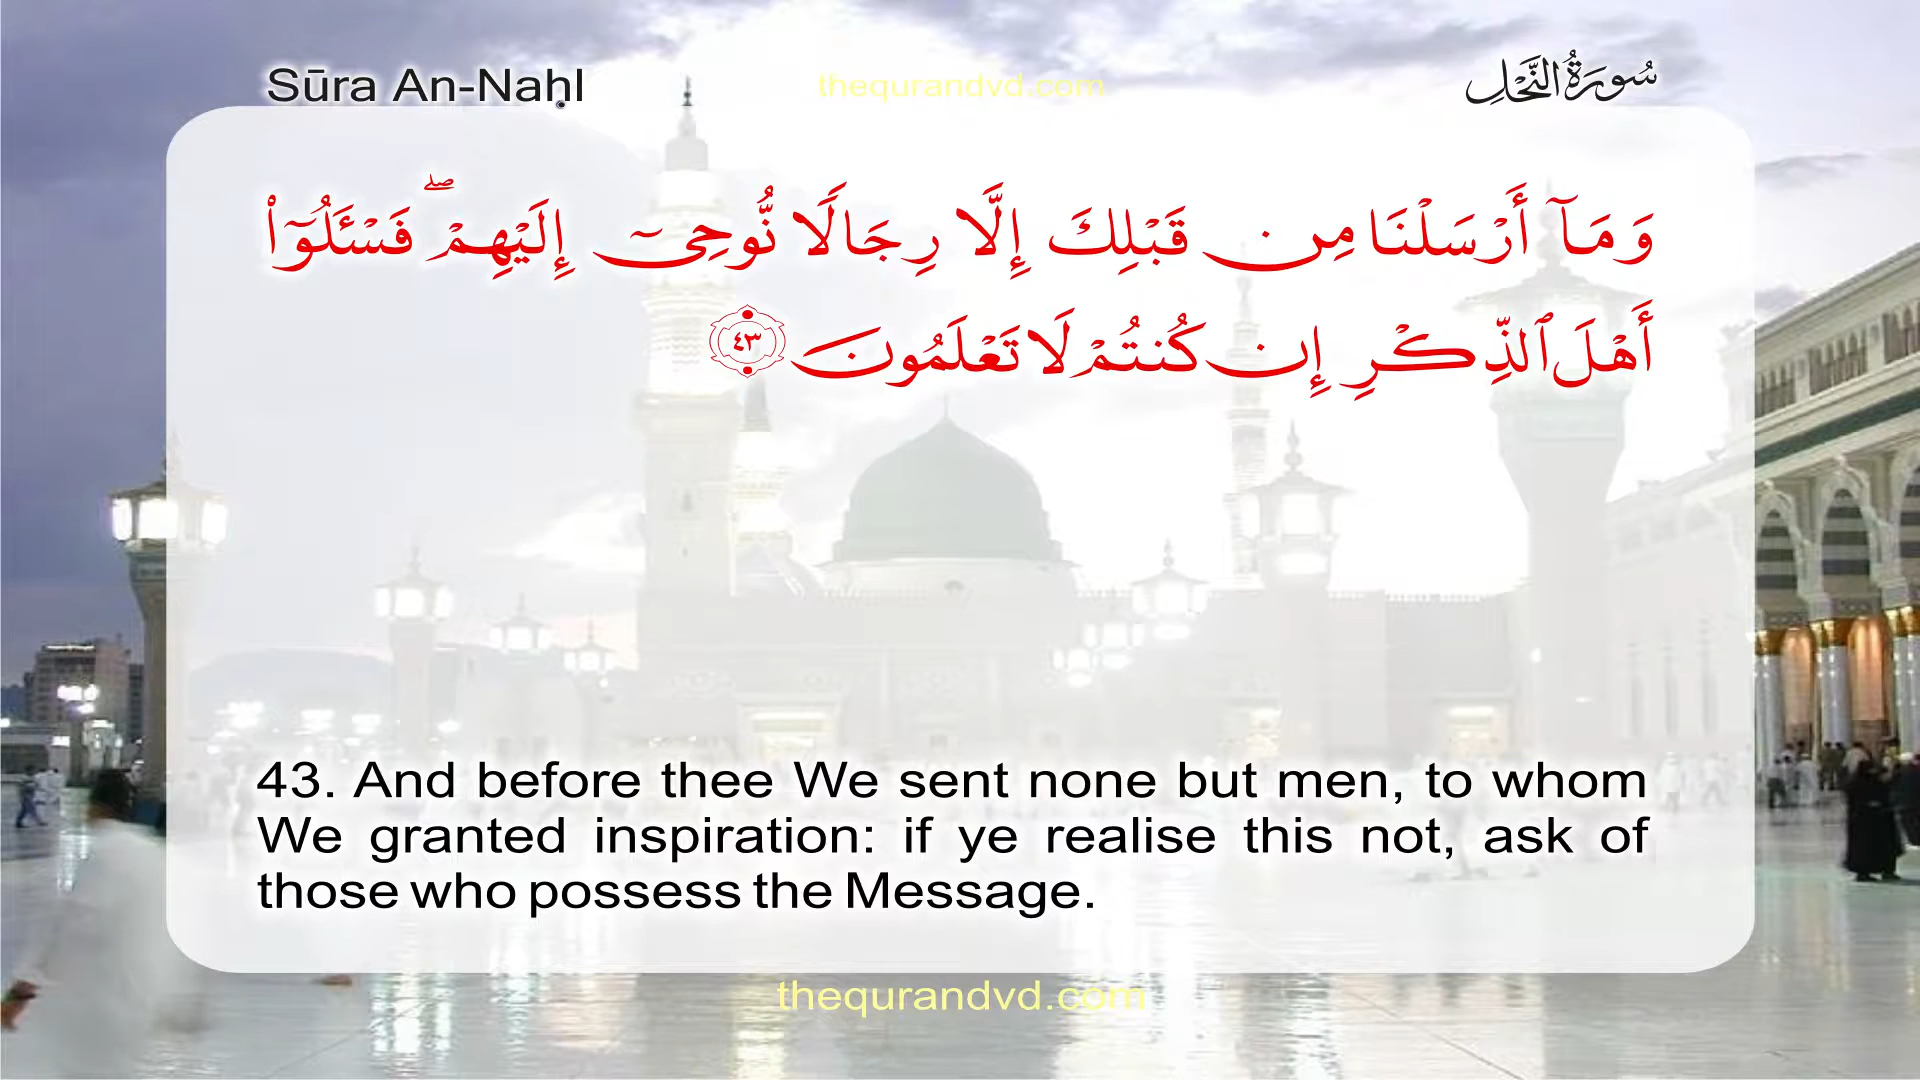 Sūra An-Naḥl
thequrandvd.com
سُورَةُ النَّحْلِ
وَمَآ أَرْسَلْنَا مِن قَبْلِكَ إِلَّا رِجَالًا نُّوحِىٓ إِلَيْهِمْ ۖ فَسْـَٔلُوٓا۟
أَهْلَ ٱلذِّكْرِ إِن كُنتُمْ لَا تَعْلَمُونَ ٤٣
43. And before thee We sent none but men, to whom
We granted inspiration: if ye realise this not, ask of
those who possess the Message.
thequrandvd.com